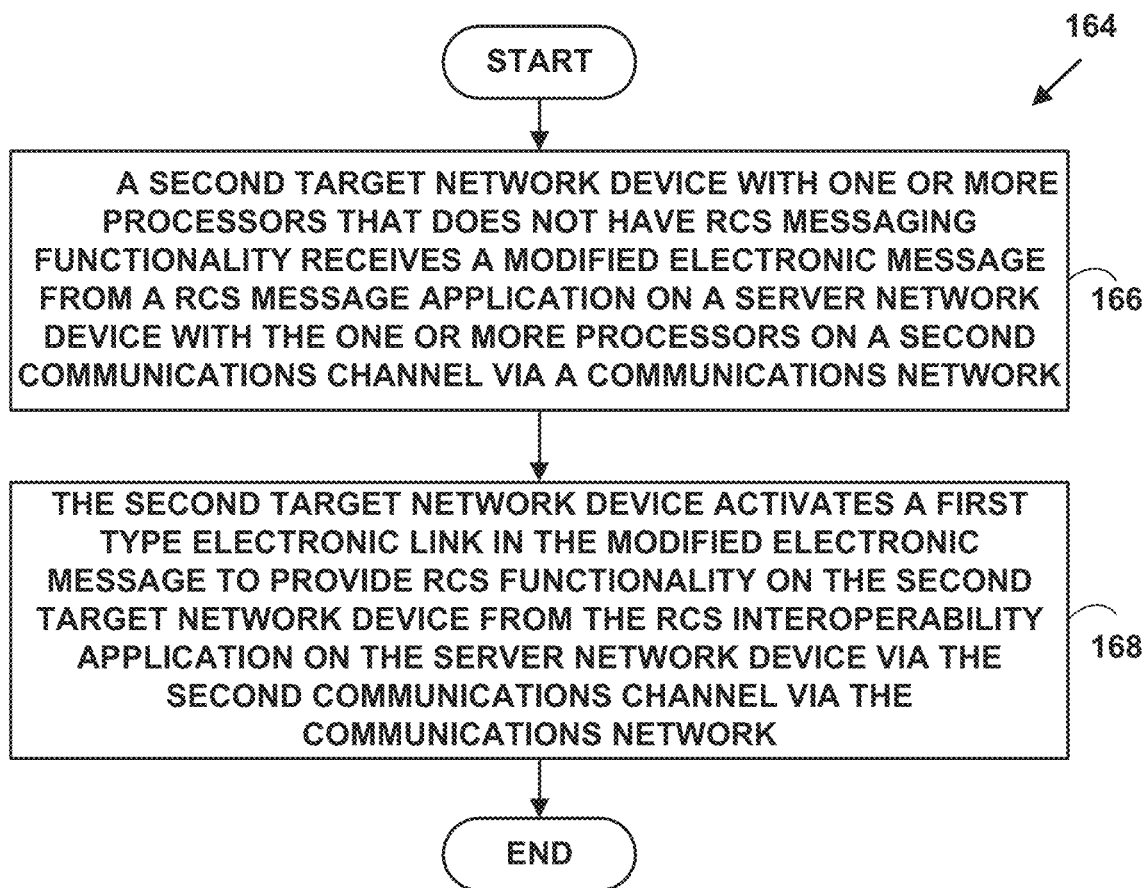 164
START
A SECOND TARGET NETWORK DEVICE WITH ONE OR MORE
PROCESSORS THAT DOES NOT HAVE RCS MESSAGING
FUNCTIONALITY RECEIVES A MODIFIED ELECTRONIC MESSAGE
FROM A RCS MESSAGE APPLICATION ON A SERVER NETWORK
DEVICE WITH THE ONE OR MORE PROCESSORS ON A SECOND
COMMUNICATIONS CHANNEL VIA A COMMUNICATIONS NETWORK
166
THE SECOND TARGET NETWORK DEVICE ACTIVATES A FIRST
TYPE ELECTRONIC LINK IN THE MODIFIED ELECTRONIC
MESSAGE TO PROVIDE RCS FUNCTIONALITY ON THE SECOND
TARGET NETWORK DEVICE FROM THE RCS INTEROPERABILITY
APPLICATION ON THE SERVER NETWORK DEVICE VIA THE
SECOND COMMUNICATIONS CHANNEL VIA THE
COMMUNICATIONS NETWORK
168
END